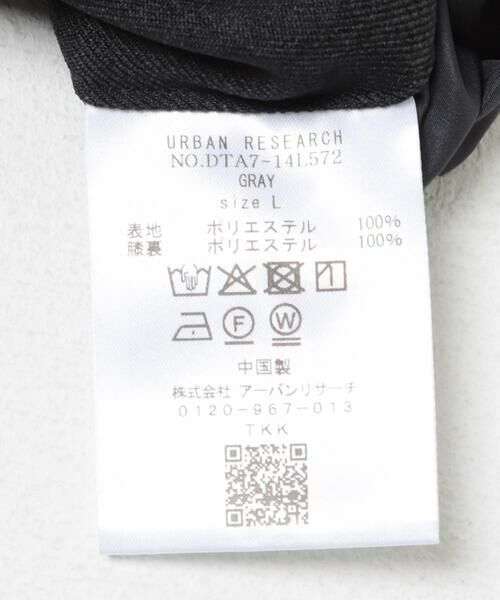 URBAN RESEARCH
NO.DTA7-14L572
GRAY
size L
表地 ポリエステル 100%
膝裏 ポリエステル 100%
F W
中国製
株式会社 アーバンリサーチ
0120-967-013
TKK